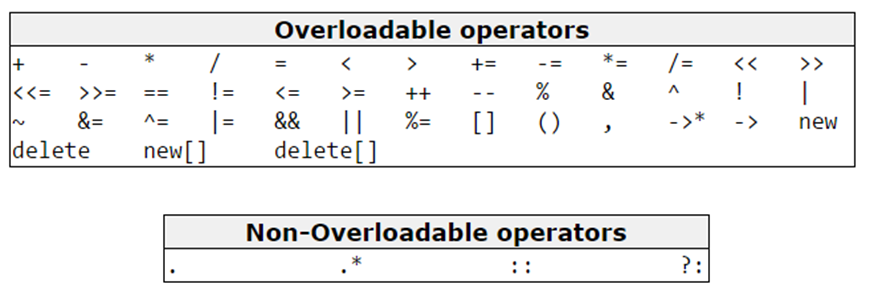 Overloadable operators
+ - * / = < > += -= *= /= << >>
<<= >>= == != <= >= ++ -- % & ^ ! |
~ &= ^= |= && || %= [] () , ->* -> new
delete new[] delete[]
Non-Overloadable operators
. .* :: ?: